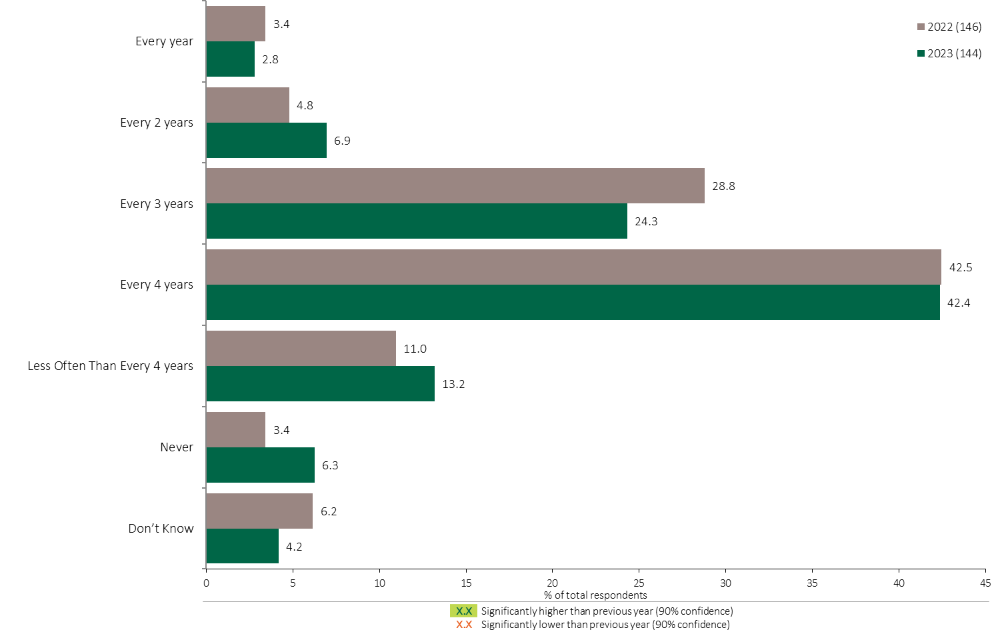 2022 (146)
2023 (144)
Every year
3.4
2.8
Every 2 years
4.8
6.9
Every 3 years
28.8
24.3
Every 4 years
42.5
42.4
Less Often Than Every 4 years
11.0
13.2
Never
3.4
6.3
Don’t Know
6.2
4.2
0 5 10 15 20 25 30 35 40 45
% of total respondents
X.X Significantly higher than previous year (90% confidence)
X.X Significantly lower than previous year (90% confidence)